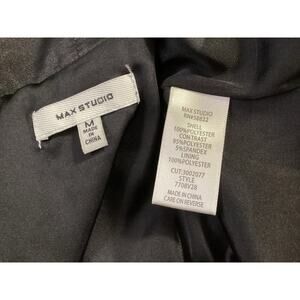 MAX STUDIO
M
MADE
IN
CHINA
MAX STUDIO
RN#58832
SHELL
100%POLYESTER
CONTRAST
95%POLYESTER
5%SPANDEX
LINING
100%POLYESTER
CUT:3002077
STYLE
7708V28
MADE IN CHINA
CARE ON REVERSE